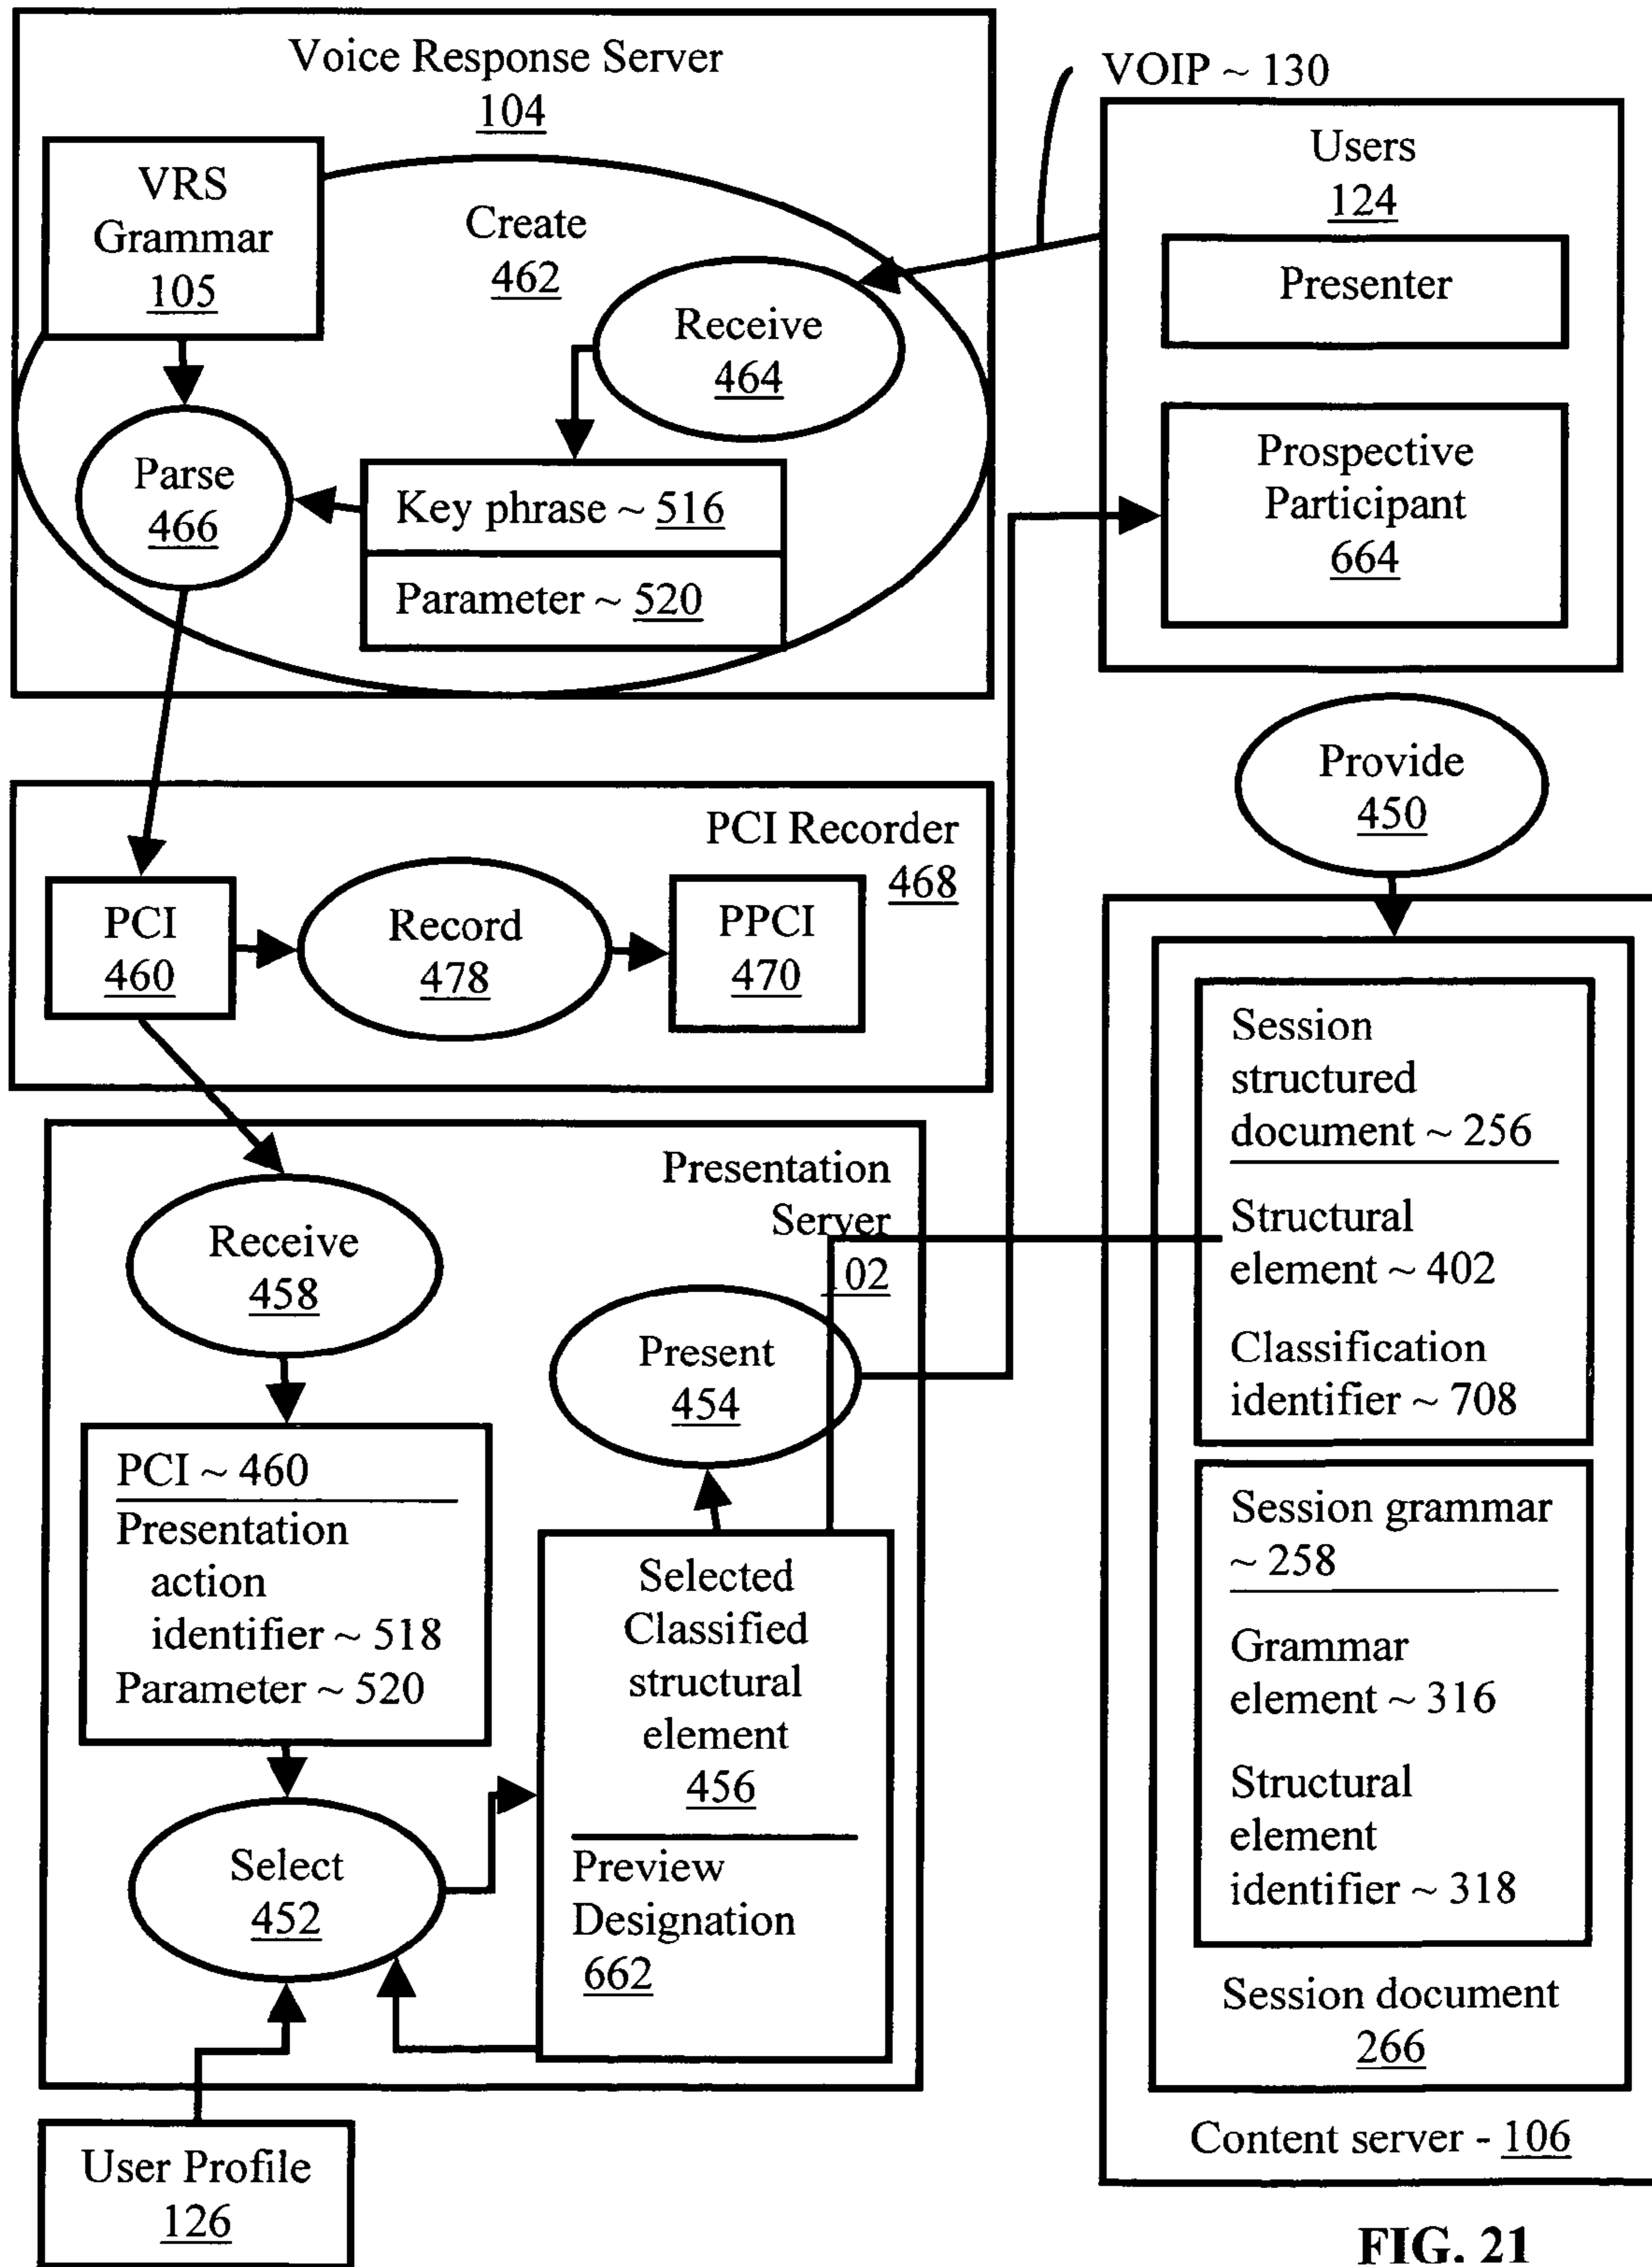 Voice Response Server
104
VOIP ~ 130
VRS
Grammar
105
Create
462
Receive
464
Parse
466
Key phrase ~ 516
Parameter ~ 520
Users
124
Presenter
Prospective
Participant
664
Provide
450
PCI Recorder
468
PCI
460
Record
478
PPCI
470
Presentation
Server
102
Receive
458
Present
454
PCI ~ 460
Presentation
action
identifier ~ 518
Parameter ~ 520
Select
452
Selected
Classified
structural
element
456
Preview
Designation
662
User Profile
126
Session
structured
document ~ 256
Structural
element ~ 402
Classification
identifier ~ 708
Session grammar
~ 258
Grammar
element ~ 316
Structural
element
identifier ~ 318
Session document
266
Content server - 106
FIG. 21